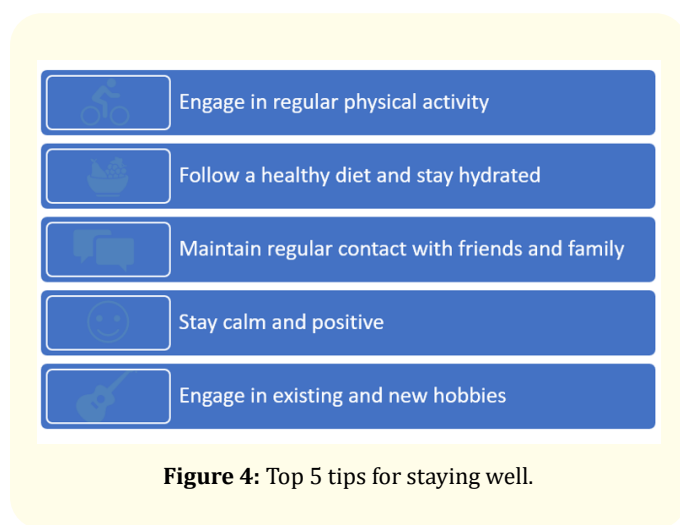 Engage in regular physical activity
Follow a healthy diet and stay hydrated
Maintain regular contact with friends and family
Stay calm and positive
Engage in existing and new hobbies
Figure 4: Top 5 tips for staying well.